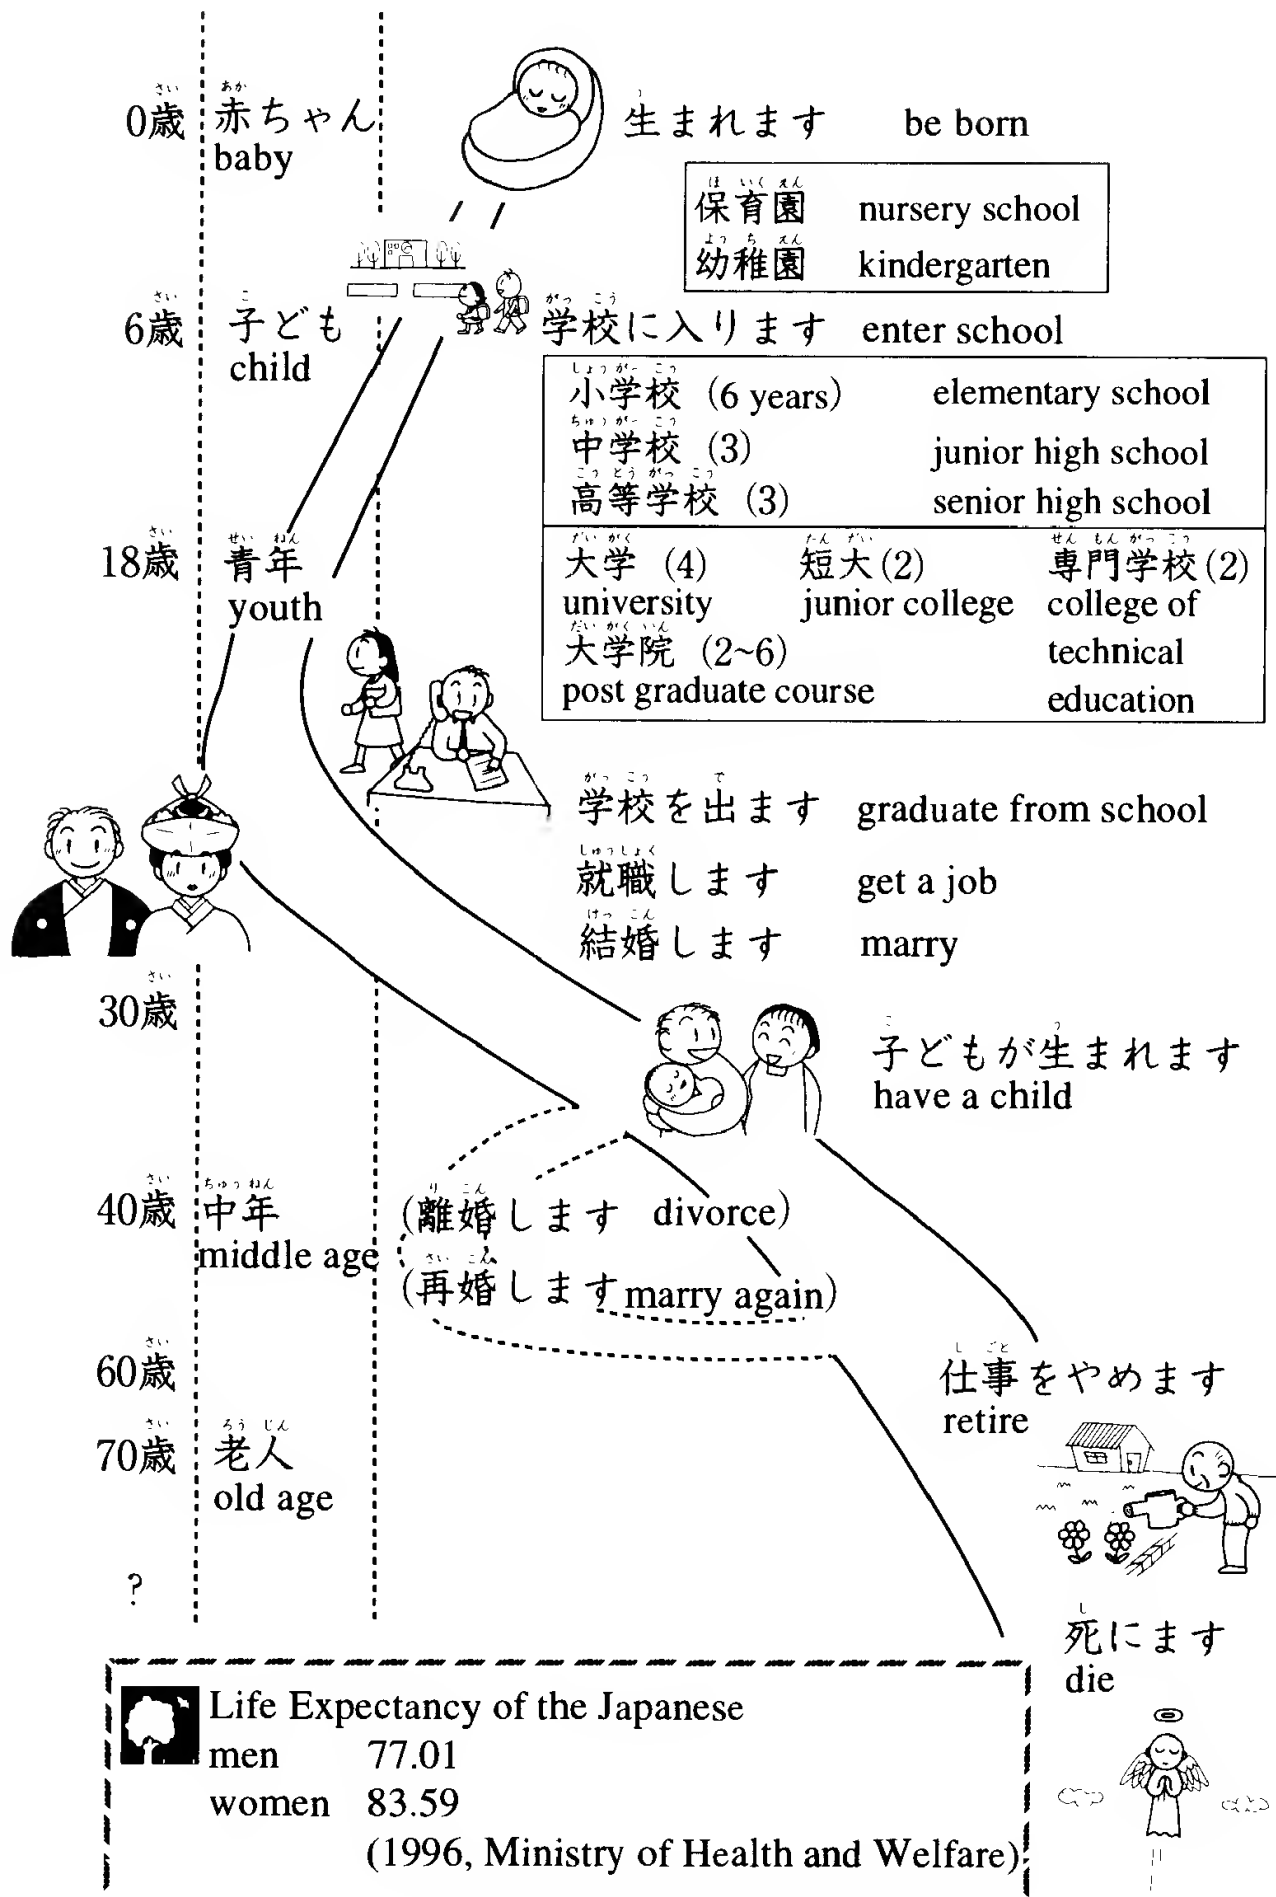 0歳 赤ちゃん 生まれます be born
baby
保育園 nursery school
幼稚園 kindergarten
6歳 子ども 学校に入ります enter school
child
小学校 (6 years) elementary school
中学校 (3) junior high school
高等学校 (3) senior high school
18歳 青年 大学 (4) 短大(2) 専門学校(2)
youth university junior college college of
大学院 (2~6) technical
post graduate course education
学校を出ます graduate from school
就職します get a job
結婚します marry
30歳
子どもが生まれます
have a child
40歳 中年 (離婚します divorce)
middle age
(再婚します marry again)
60歳 仕事をやめます
retire
70歳 老人
old age
?
死にます
die
Life Expectancy of the Japanese
men 77.01
women 83.59
(1996, Ministry of Health and Welfare)